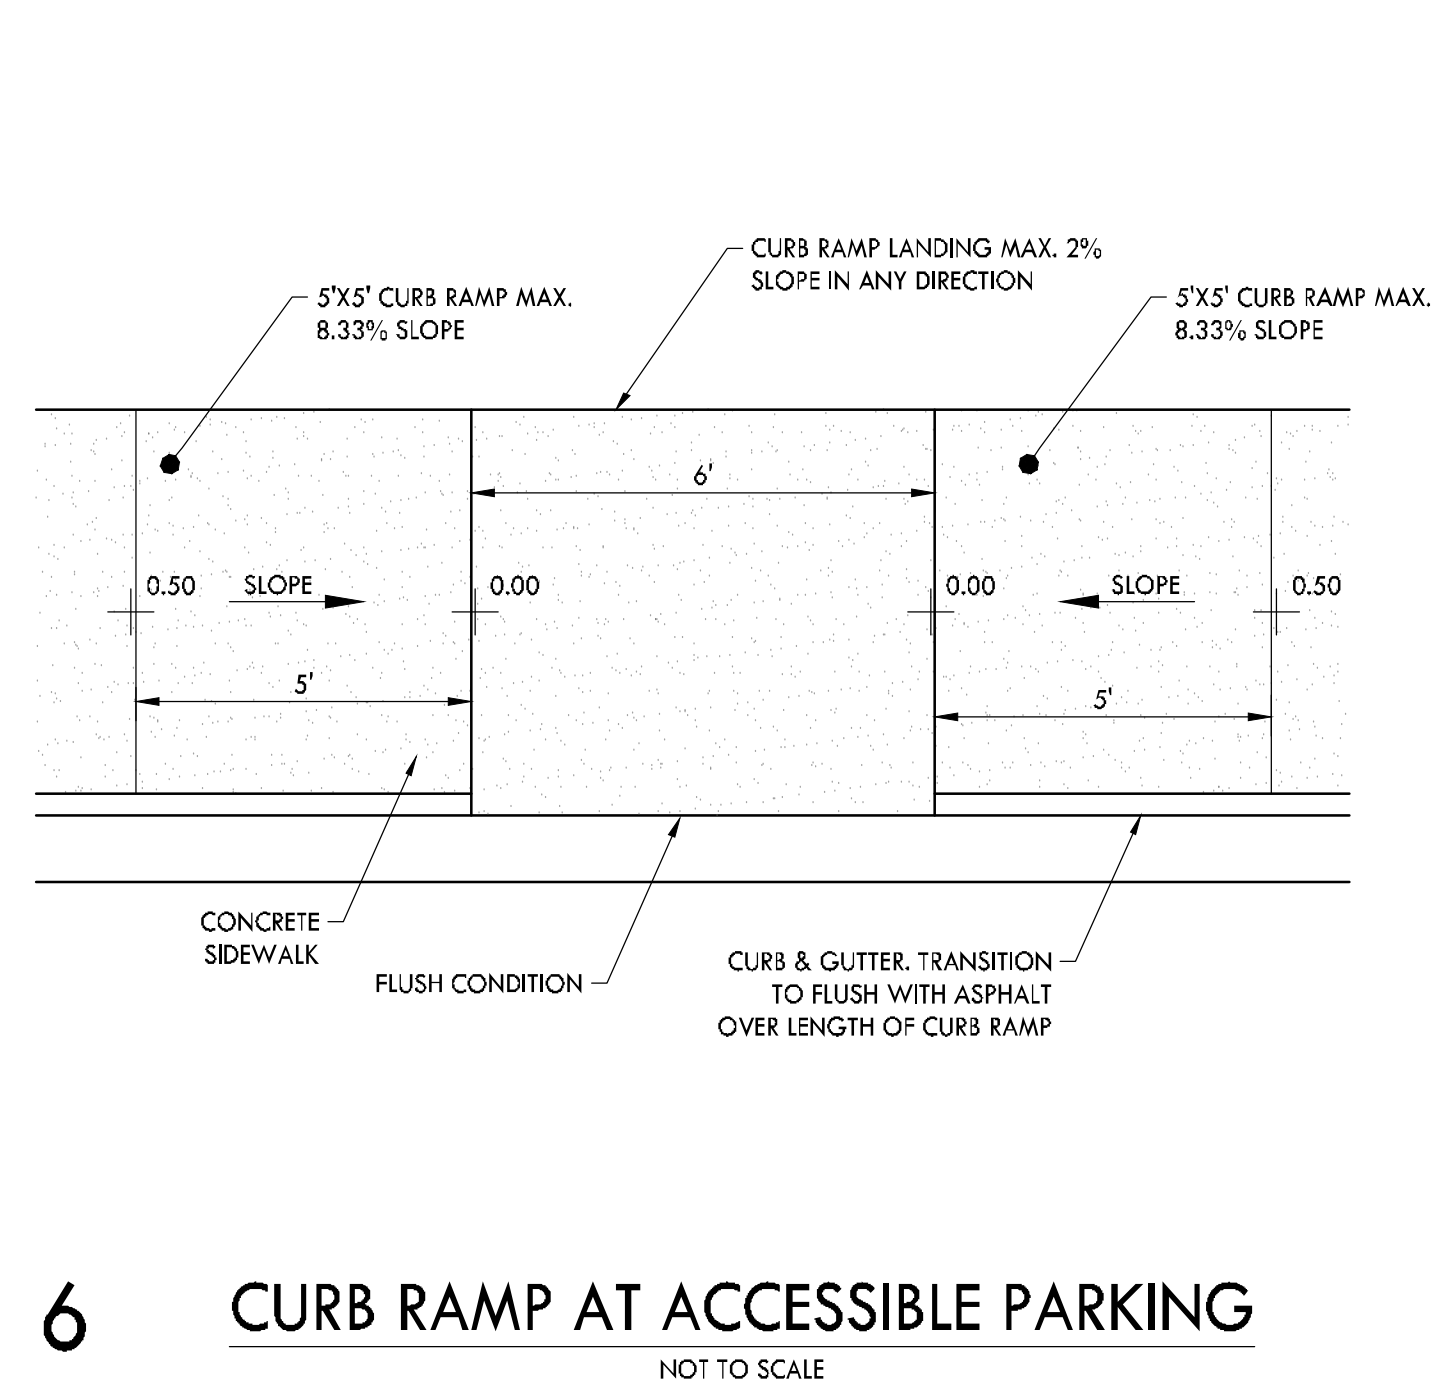 CURB RAMP LANDING MAX. 2%
SLOPE IN ANY DIRECTION
5'X5' CURB RAMP MAX.
8.33% SLOPE
5'X5' CURB RAMP MAX.
8.33% SLOPE
6'
0.50
SLOPE
0.00
0.00
SLOPE
0.50
5'
5'
CONCRETE
SIDEWALK
FLUSH CONDITION
CURB & GUTTER. TRANSITION
TO FLUSH WITH ASPHALT
OVER LENGTH OF CURB RAMP
6
CURB RAMP AT ACCESSIBLE PARKING
NOT TO SCALE